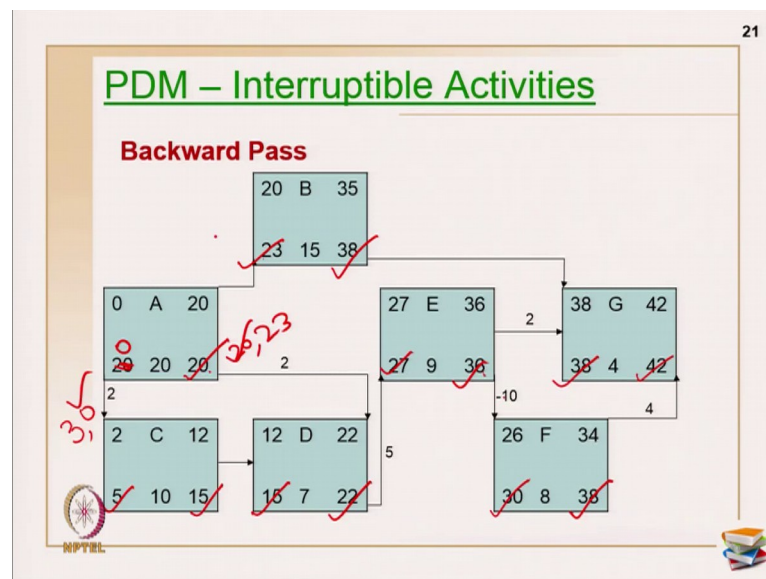 21
PDM – Interruptible Activities
Backward Pass
20 B 35
23 15 38
0 A 20
0
20 20 20
23
2
2
3, 0
2 C 12
5 10 15
12 D 22
15 7 22
5
27 E 36
27 9 36
2
-10
26 F 34
30 8 38
4
38 G 42
38 4 42
NPTEL